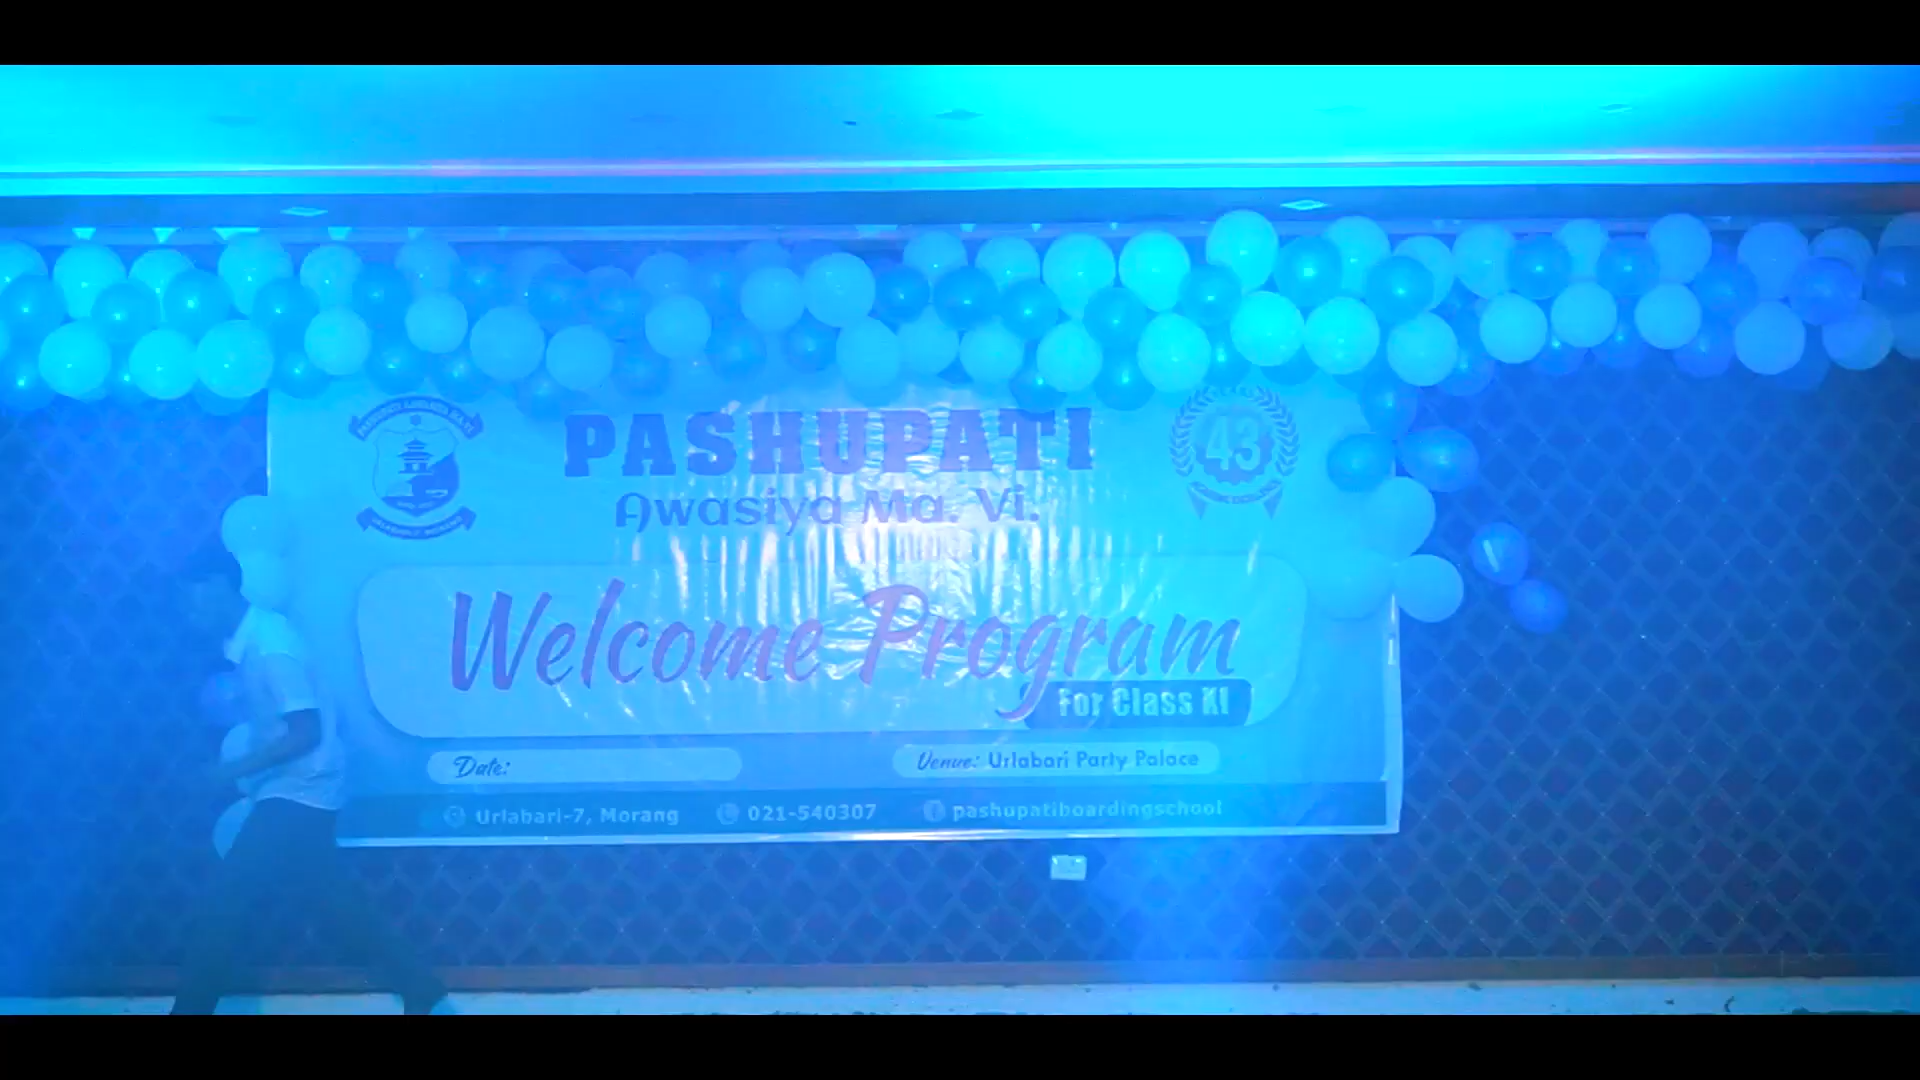 PASHUPATI
Awasiya Ma. Vi.
43
Welcome Program
For Class XI
Date:
Venue: Urlabari Party Palace
Urlabari-7, Morang
021-540307
pashupatiboardingschool